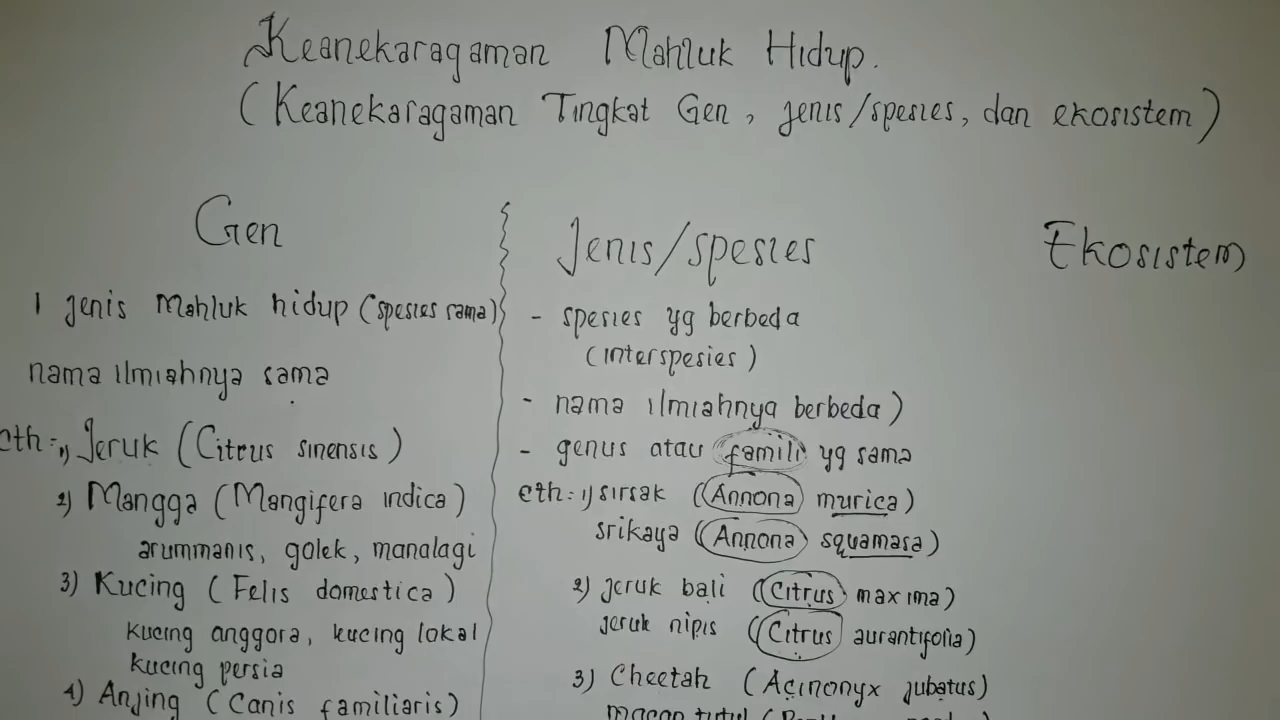 Keanekaragaman Mahluk Hidup.
(Keanekaragaman Tingkat Gen, jenis/spesies, dan ekosistem)
Gen
1 jenis Mahluk hidup (spesies sama)
nama ilmiahnya sama
cth : 1) Jeruk (Citrus sinensis)
2) Mangga (Mangifera indica)
arummanis, golek, manalagi
3) Kucing (Felis domestica)
kucing anggora, kucing lokal
kucing persia
4) Anjing (Canis familiaris)
Jenis/spesies
- spesies yg berbeda
(interspesies)
- nama ilmiahnya berbeda)
- genus atau famili yg sama
cth : 1) sirsak (Annona murica)
srikaya (Annona squamasa)
2) jeruk bali (Citrus maxima)
jeruk nipis (Citrus aurantifolia)
3) Cheetah (Acinonyx jubatus)
macan tutul
Ekosistem